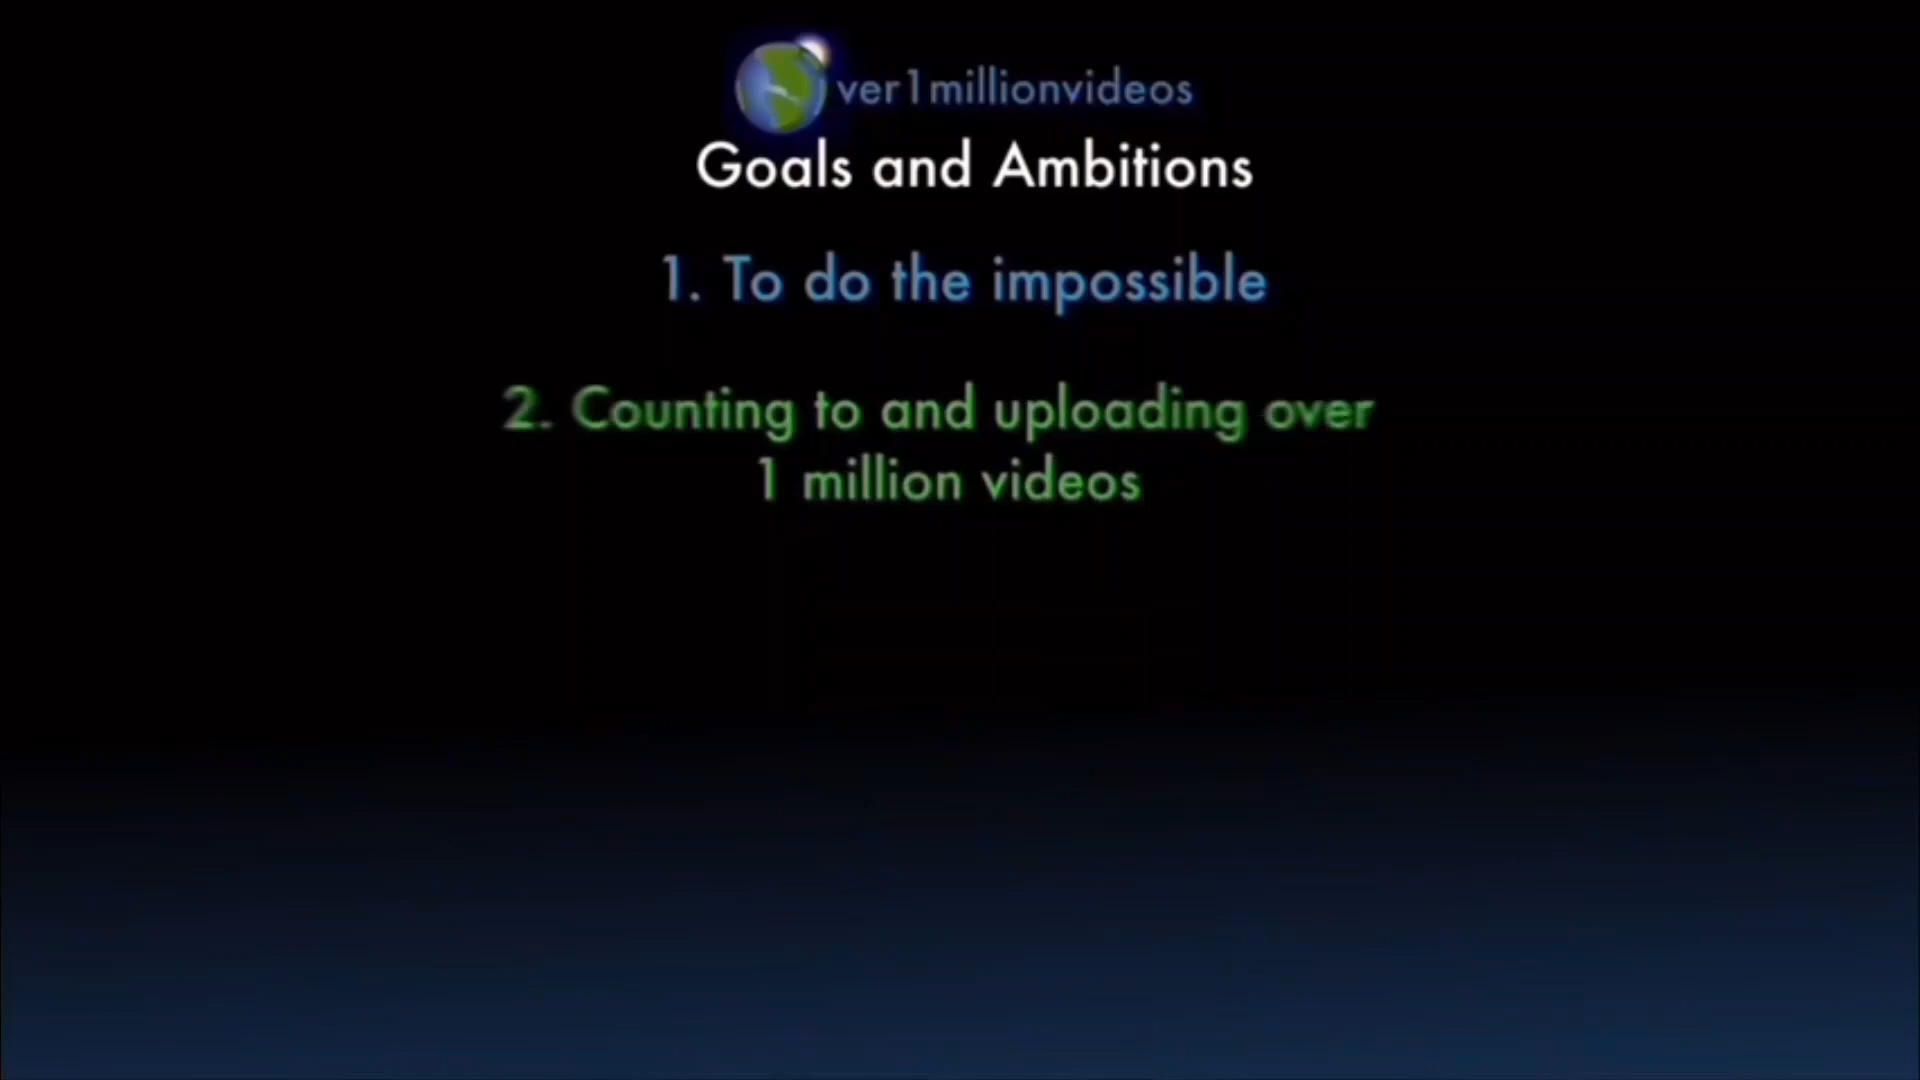 ver1millionvideos
Goals and Ambitions
1. To do the impossible
2. Counting to and uploading over
1 million videos